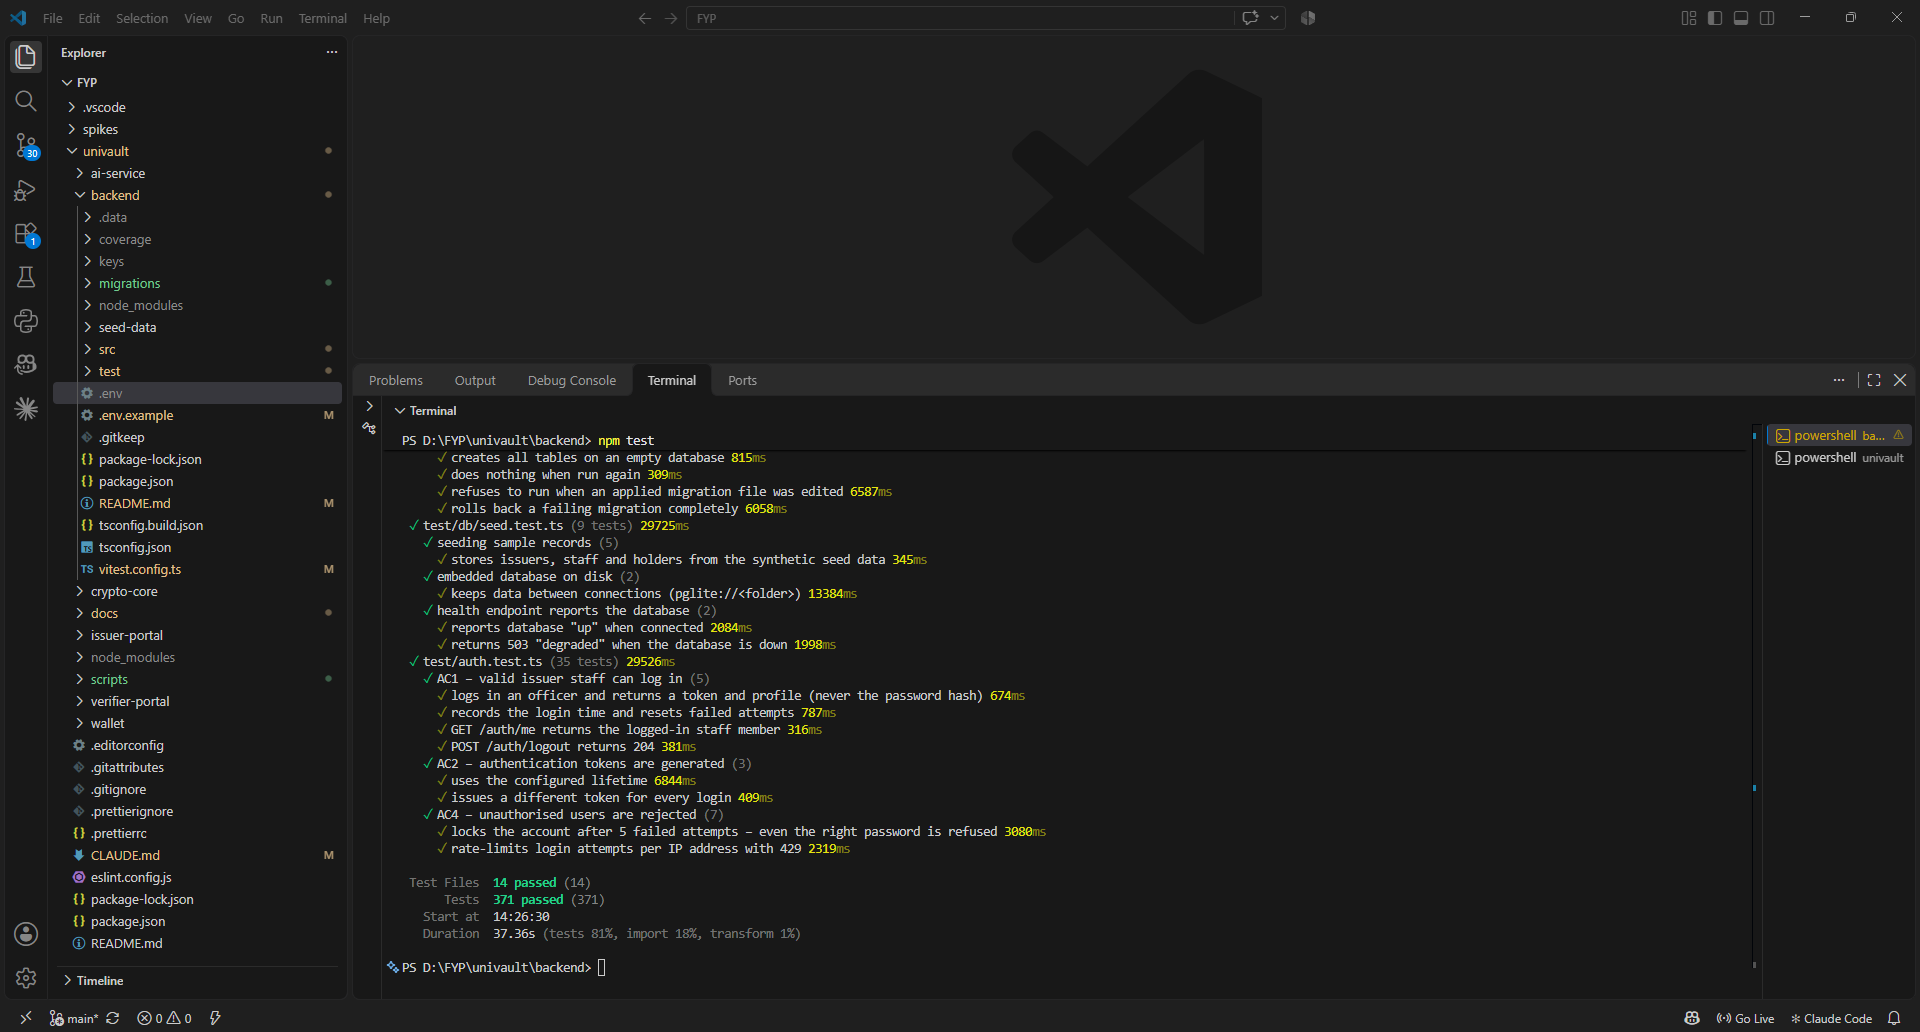 File Edit Selection View Go Run Terminal Help
FYP
Explorer
FYP
.vscode
spikes
30
univault
ai-service
backend
.data
1
coverage
keys
migrations
node_modules
seed-data
src
test
.env
.env.example M
.gitkeep
package-lock.json
package.json
README.md M
tsconfig.build.json
tsconfig.json
TS vitest.config.ts M
crypto-core
docs
issuer-portal
node_modules
scripts
verifier-portal
wallet
.editorconfig
.gitattributes
.gitignore
.prettierignore
.prettierrc
CLAUDE.md M
eslint.config.js
package-lock.json
package.json
README.md
Timeline
Problems Output Debug Console Terminal Ports
Terminal
PS D:\FYP\univault\backend> npm test
✓ creates all tables on an empty database 815ms
✓ does nothing when run again 309ms
✓ refuses to run when an applied migration file was edited 6587ms
✓ rolls back a failing migration completely 6058ms
✓ test/db/seed.test.ts (9 tests) 29725ms
✓ seeding sample records (5)
✓ stores issuers, staff and holders from the synthetic seed data 345ms
✓ embedded database on disk (2)
✓ keeps data between connections (pglite://<folder>) 13384ms
✓ health endpoint reports the database (2)
✓ reports database "up" when connected 2084ms
✓ returns 503 "degraded" when the database is down 1998ms
✓ test/auth.test.ts (35 tests) 29526ms
✓ AC1 – valid issuer staff can log in (5)
✓ logs in an officer and returns a token and profile (never the password hash) 674ms
✓ records the login time and resets failed attempts 787ms
✓ GET /auth/me returns the logged-in staff member 316ms
✓ POST /auth/logout returns 204 381ms
✓ AC2 – authentication tokens are generated (3)
✓ uses the configured lifetime 6844ms
✓ issues a different token for every login 409ms
✓ AC4 – unauthorised users are rejected (7)
✓ locks the account after 5 failed attempts – even the right password is refused 3080ms
✓ rate-limits login attempts per IP address with 429 2319ms
Test Files 14 passed (14)
Tests 371 passed (371)
Start at 14:26:30
Duration 37.36s (tests 81%, import 18%, transform 1%)
PS D:\FYP\univault\backend>
powershell ba...
powershell univault
main* 0 0
Go Live Claude Code